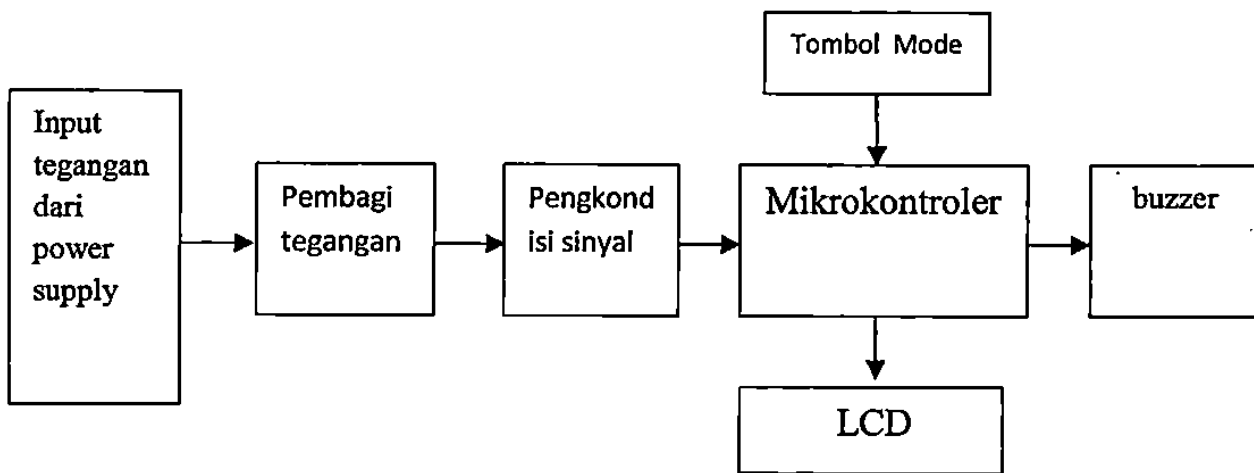 Tombol Mode
Input
tegangan
dari
power
supply
Pembagi
tegangan
Pengkond
isi sinyal
Mikrokontroler
buzzer
LCD